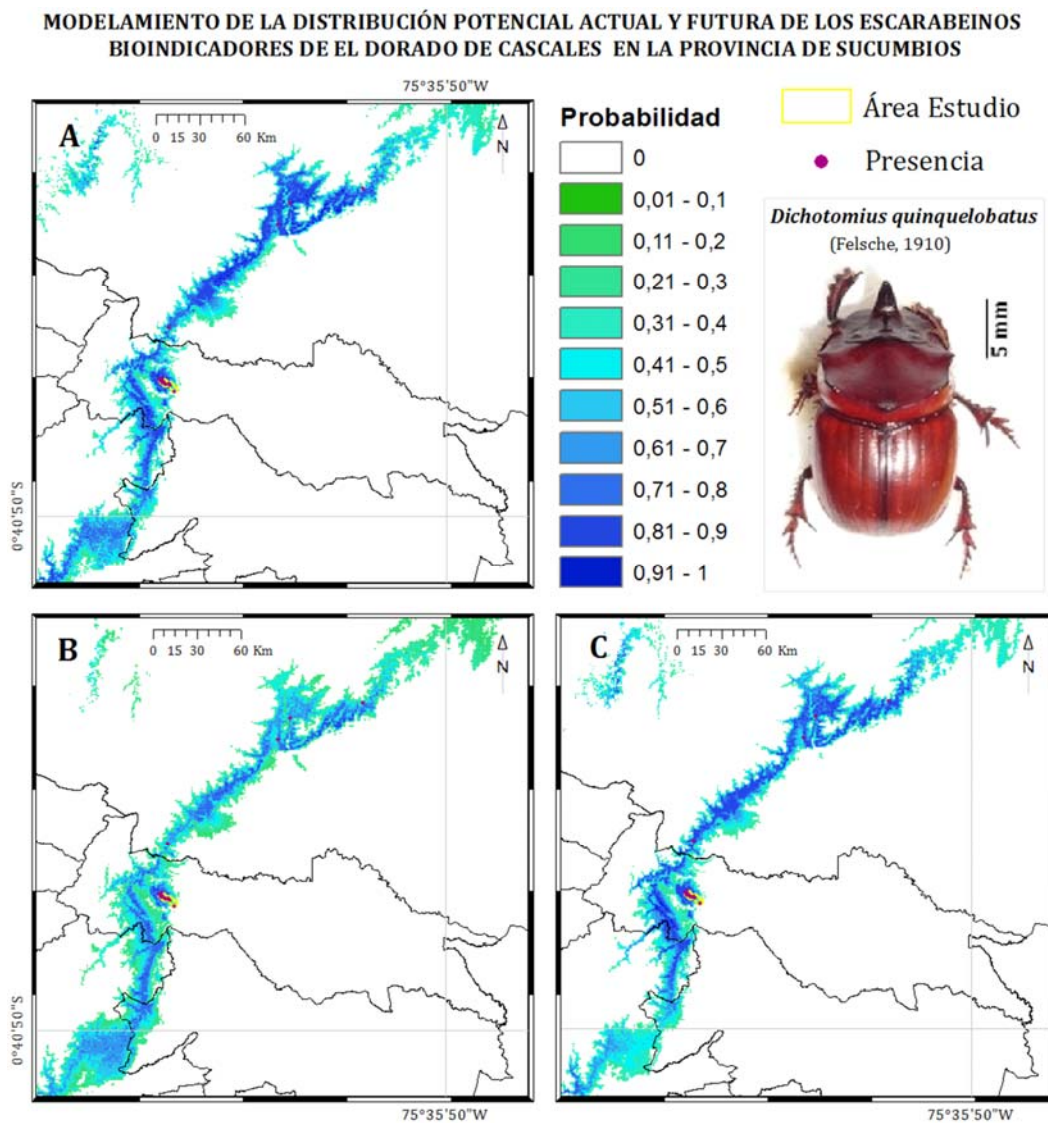 MODELAMIENTO DE LA DISTRIBUCIÓN POTENCIAL ACTUAL Y FUTURA DE LOS ESCARABEINOS
BIOINDICADORES DE EL DORADO DE CASCALES EN LA PROVINCIA DE SUCUMBIOS
75°35'50"W
A
0 15 30 60 Km
N
0°40'50"S
Probabilidad
0
0,01 - 0,1
0,11 - 0,2
0,21 - 0,3
0,31 - 0,4
0,41 - 0,5
0,51 - 0,6
0,61 - 0,7
0,71 - 0,8
0,81 - 0,9
0,91 - 1
Área Estudio
Presencia
Dichotomius quinquelobatus
(Felsche, 1910)
5 mm
B
0 15 30 60 Km
N
0°40'50"S
75°35'50"W
C
0 15 30 60 Km
N
75°35'50"W